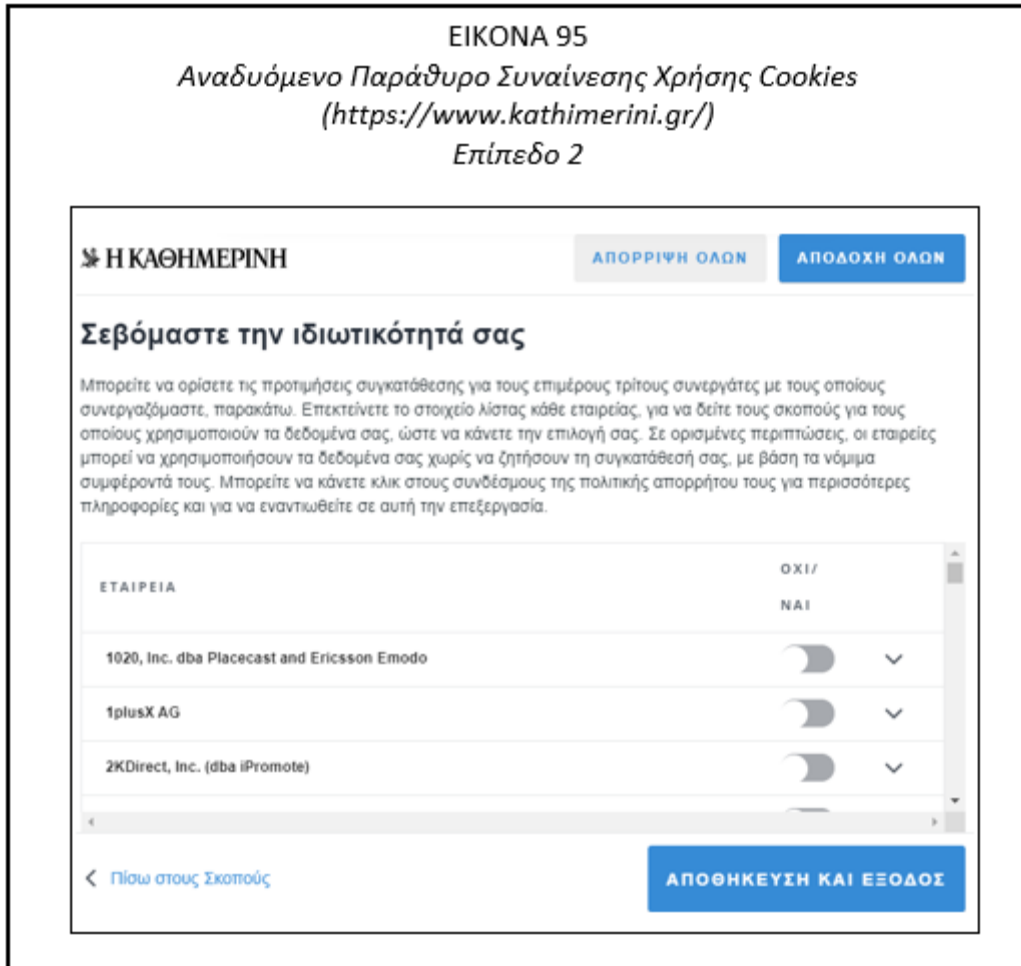 ΕΙΚΟΝΑ 95
Αναδυόμενο Παράθυρο Συναίνεσης Χρήσης Cookies
(https://www.kathimerini.gr/)
Επίπεδο 2
Η ΚΑΘΗΜΕΡΙΝΗ
ΑΠΟΡΡΙΨΗ ΟΛΩΝ
ΑΠΟΔΟΧΗ ΟΛΩΝ
Σεβόμαστε την ιδιωτικότητά σας
Μπορείτε να ορίσετε τις προτιμήσεις συγκατάθεσης για τους επιμέρους τρίτους συνεργάτες με τους οποίους
συνεργαζόμαστε, παρακάτω. Επεκτείνετε το στοιχείο λίστας κάθε εταιρείας, για να δείτε τους σκοπούς για τους
οποίους χρησιμοποιούν τα δεδομένα σας, ώστε να κάνετε την επιλογή σας. Σε ορισμένες περιπτώσεις, οι εταιρείες
μπορεί να χρησιμοποιήσουν τα δεδομένα σας χωρίς να ζητήσουν τη συγκατάθεσή σας, με βάση τα νόμιμα
συμφέροντά τους. Μπορείτε να κάνετε κλικ στους συνδέσμους της πολιτικής απορρήτου τους για περισσότερες
πληροφορίες και για να εναντιωθείτε σε αυτή την επεξεργασία.
ΕΤΑΙΡΕΙΑ
ΟΧΙ/
ΝΑΙ
1020, Inc. dba Placecast and Ericsson Emodo
1plusX AG
2KDirect, Inc. (dba iPromote)
Πίσω στους Σκοπούς
ΑΠΟΘΗΚΕΥΣΗ ΚΑΙ ΕΞΟΔΟΣ